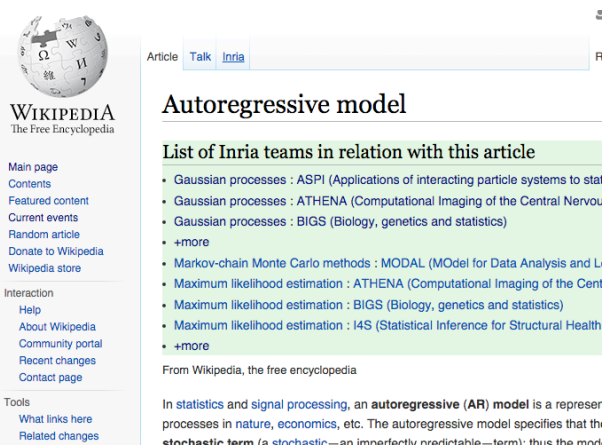 WIKIPEDIA
The Free Encyclopedia
Main page
Contents
Featured content
Current events
Random article
Donate to Wikipedia
Wikipedia store
Interaction
Help
About Wikipedia
Community portal
Recent changes
Contact page
Tools
What links here
Related changes
Article Talk Inria R
Autoregressive model
List of Inria teams in relation with this article
• Gaussian processes : ASPI (Applications of interacting particle systems to stat
• Gaussian processes : ATHENA (Computational Imaging of the Central Nervou
• Gaussian processes : BIGS (Biology, genetics and statistics)
• +more
• Markov-chain Monte Carlo methods : MODAL (MOdel for Data Analysis and Le
• Maximum likelihood estimation : ATHENA (Computational Imaging of the Cent
• Maximum likelihood estimation : BIGS (Biology, genetics and statistics)
• Maximum likelihood estimation : I4S (Statistical Inference for Structural Health
• +more
From Wikipedia, the free encyclopedia
In statistics and signal processing, an autoregressive (AR) model is a represen
processes in nature, economics, etc. The autoregressive model specifies that the
stochastic term (a stochastic—an imperfectly predictable—term); thus the mod